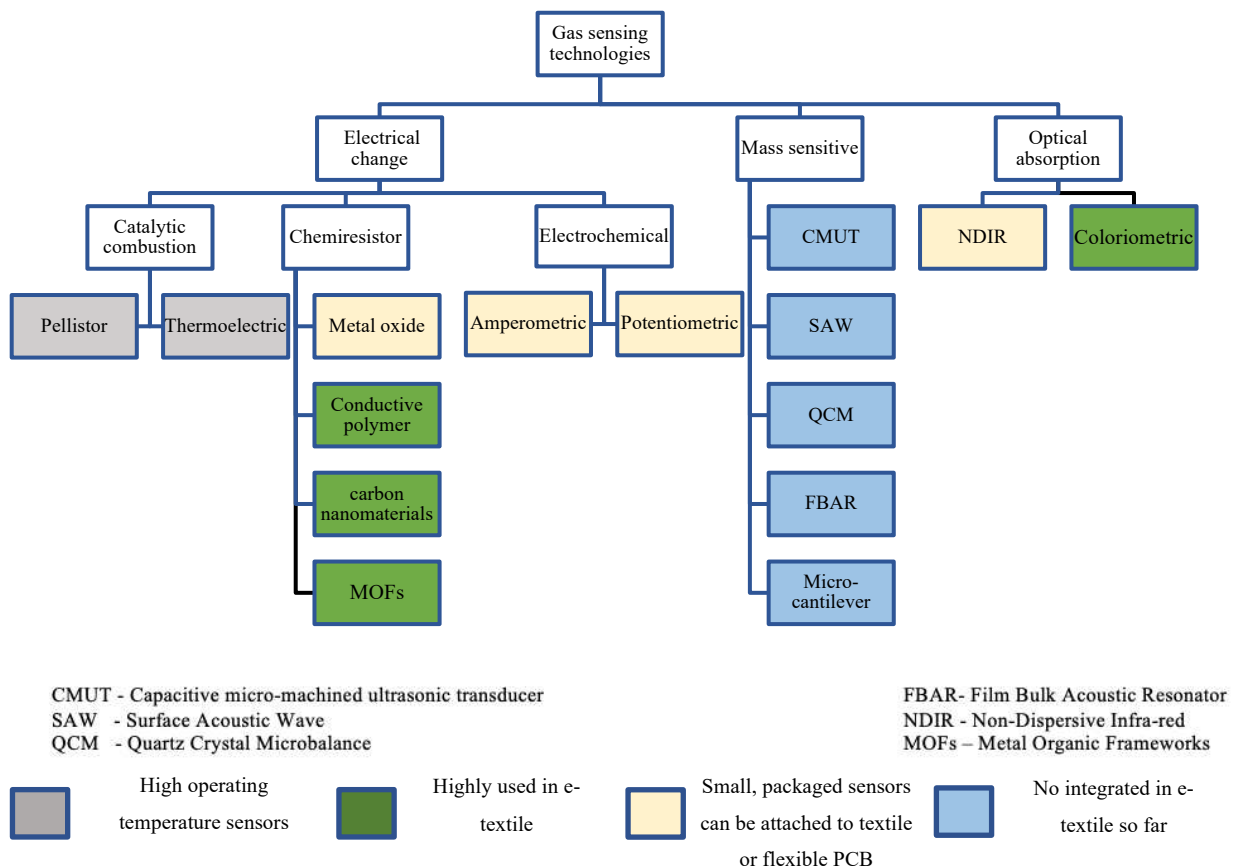 Gas sensing
technologies
Electrical
change
Mass sensitive
Optical
absorption
Catalytic
combustion
Chemiresistor
Electrochemical
CMUT
NDIR
Coloriometric
Pellistor
Thermoelectric
Metal oxide
Amperometric
Potentiometric
SAW
Conductive
polymer
QCM
carbon
nanomaterials
FBAR
MOFs
Micro-
cantilever
CMUT - Capacitive micro-machined ultrasonic transducer
SAW - Surface Acoustic Wave
QCM - Quartz Crystal Microbalance
FBAR- Film Bulk Acoustic Resonator
NDIR - Non-Dispersive Infra-red
MOFs – Metal Organic Frameworks
High operating
temperature sensors
Highly used in e-
textile
Small, packaged sensors
can be attached to textile
or flexible PCB
No integrated in e-
textile so far